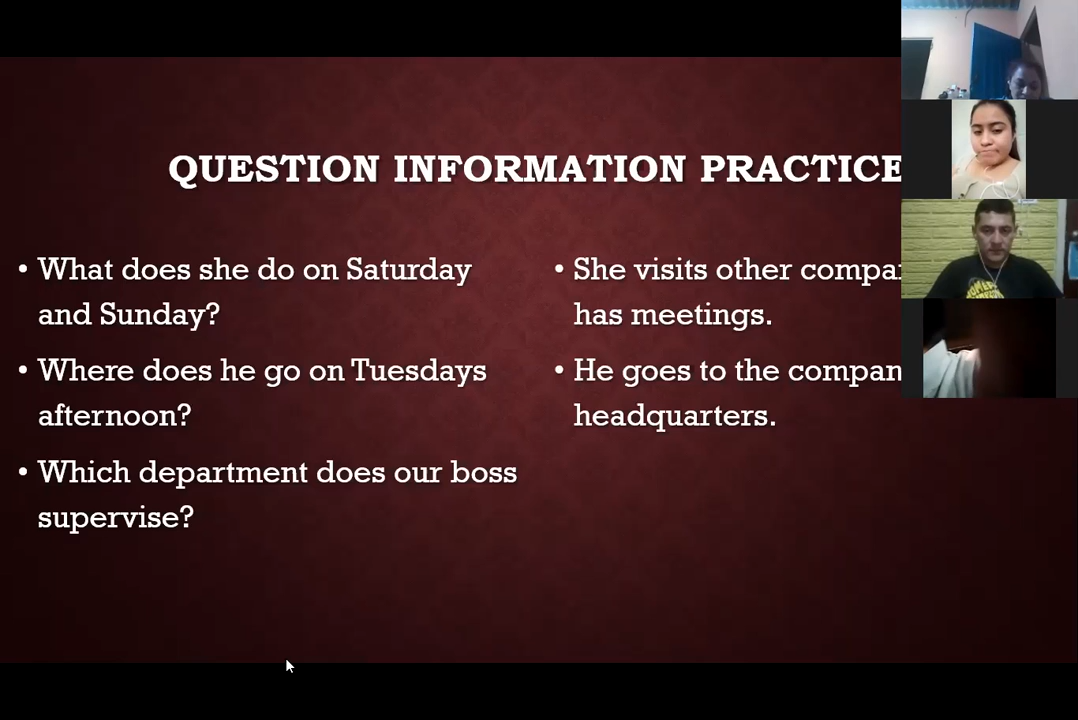 QUESTION INFORMATION PRACTICE
• What does she do on Saturday
and Sunday?
• Where does he go on Tuesdays
afternoon?
• Which department does our boss
supervise?
• She visits other
has meetings.
• He goes to the
headquarters.